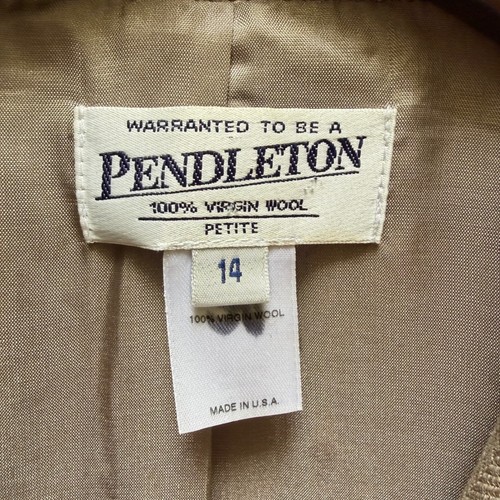 WARRANTED TO BE A
PENDLETON
100% VIRGIN WOOL
PETITE
14
100% VIRGIN WOOL
MADE IN U.S.A.